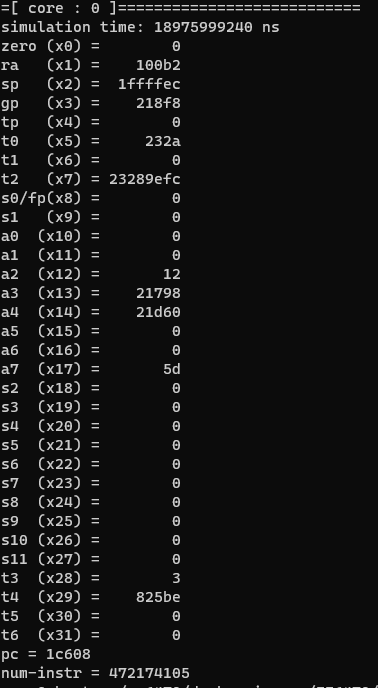 =[ core : 0 ]===========================
simulation time: 18975999240 ns
zero (x0) =        0
ra   (x1) =    100b2
sp   (x2) =  1ffffec
gp   (x3) =    218f8
tp   (x4) =        0
t0   (x5) =     232a
t1   (x6) =        0
t2   (x7) = 23289efc
s0/fp(x8) =        0
s1   (x9) =        0
a0  (x10) =        0
a1  (x11) =        0
a2  (x12) =       12
a3  (x13) =    21798
a4  (x14) =    21d60
a5  (x15) =        0
a6  (x16) =        0
a7  (x17) =       5d
s2  (x18) =        0
s3  (x19) =        0
s4  (x20) =        0
s5  (x21) =        0
s6  (x22) =        0
s7  (x23) =        0
s8  (x24) =        0
s9  (x25) =        0
s10 (x26) =        0
s11 (x27) =        0
t3  (x28) =        3
t4  (x29) =    825be
t5  (x30) =        0
t6  (x31) =        0
pc = 1c608
num-instr = 472174105